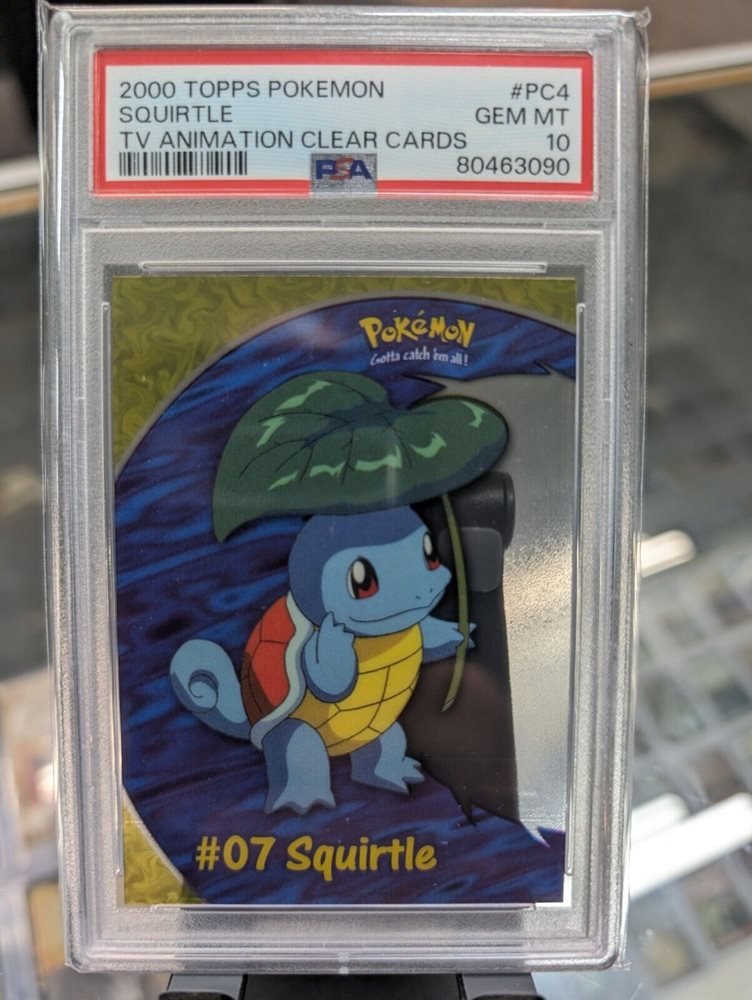 2000 TOPPS POKEMON #PC4
SQUIRTLE GEM MT
TV ANIMATION CLEAR CARDS 10
PSA 80463090
POKéMON
Gotta catch 'em all!
#07 Squirtle